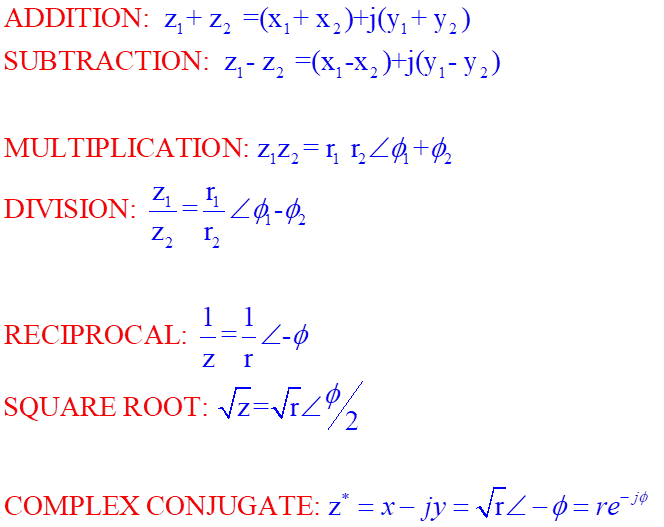 ADDITION: z₁+ z₂ =(x₁+ x₂)+j(y₁+ y₂)
SUBTRACTION: z₁- z₂ =(x₁-x₂)+j(y₁- y₂)
MULTIPLICATION: z₁z₂= r₁ r₂∠ϕ₁+ϕ₂
DIVISION: z₁/z₂=r₁/r₂ ∠ϕ₁-ϕ₂
RECIPROCAL: 1/z=1/r ∠-ϕ
SQUARE ROOT: √z=√r∠ϕ/2
COMPLEX CONJUGATE: z* = x− jy = √r∠−ϕ = re^(−jϕ)